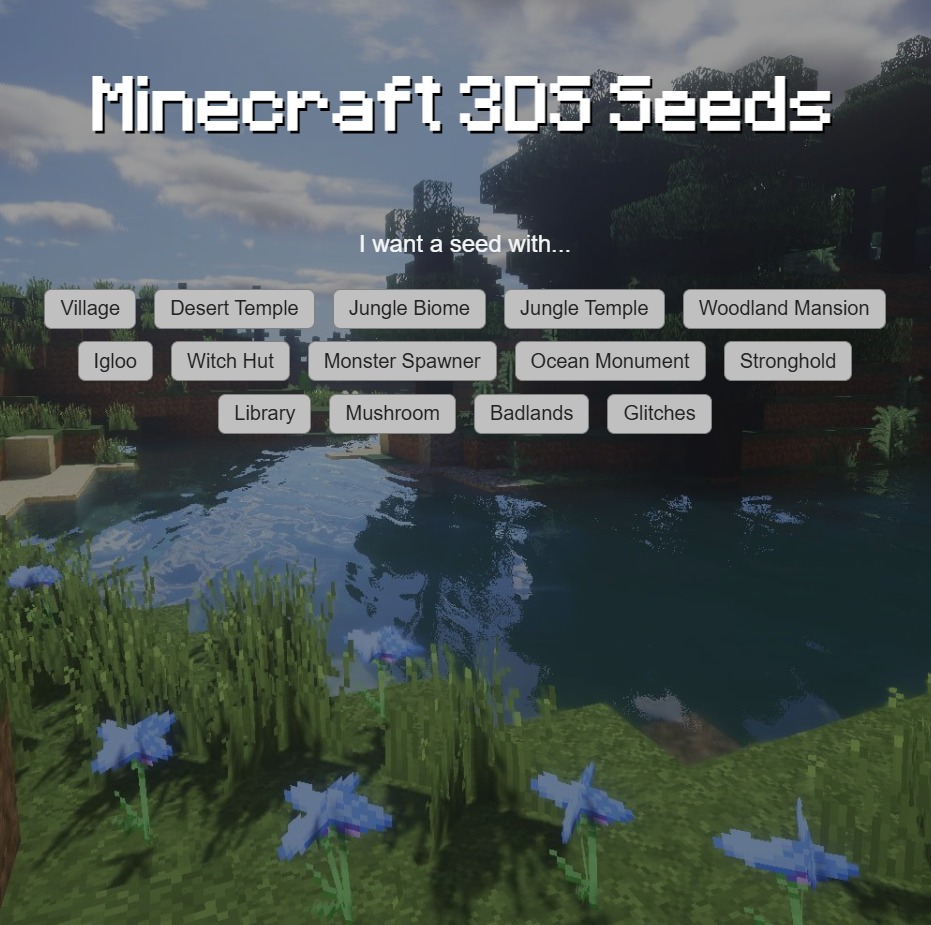 Minecraft 3DS Seeds
I want a seed with...
Village Desert Temple Jungle Biome Jungle Temple Woodland Mansion
Igloo Witch Hut Monster Spawner Ocean Monument Stronghold
Library Mushroom Badlands Glitches